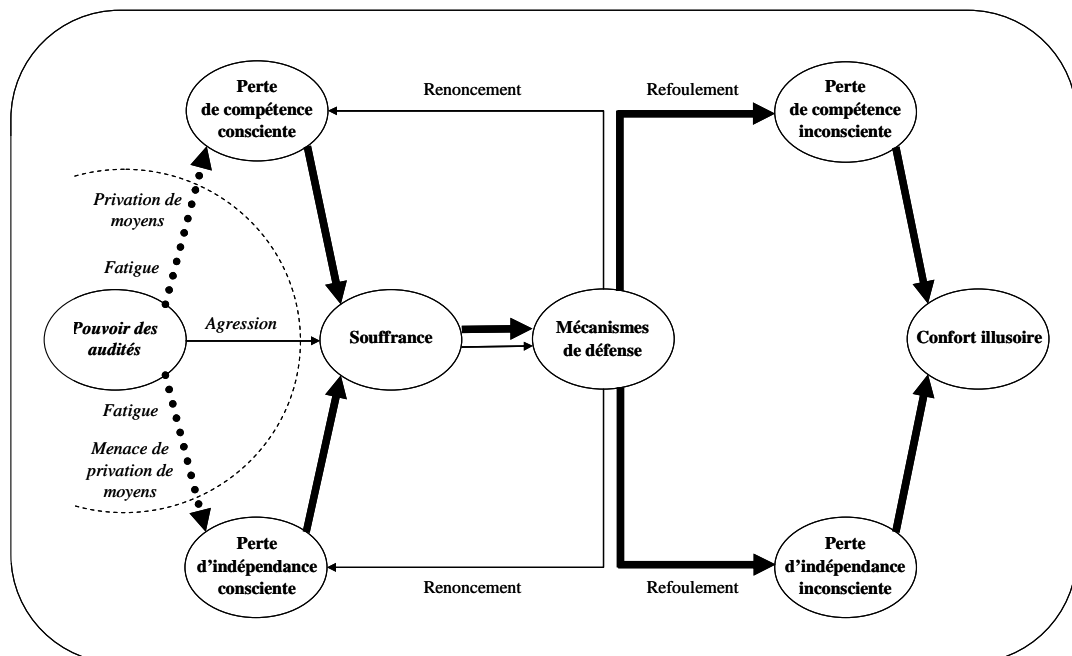 Perte
de compétence
consciente
Renoncement
Refoulement
Perte
de compétence
inconsciente
Privation de
moyens
Fatigue
Pouvoir des
audités
Agression
Souffrance
Mécanismes
de défense
Confort illusoire
Fatigue
Menace de
privation de
moyens
Perte
d'indépendance
consciente
Renoncement
Refoulement
Perte
d'indépendance
inconsciente